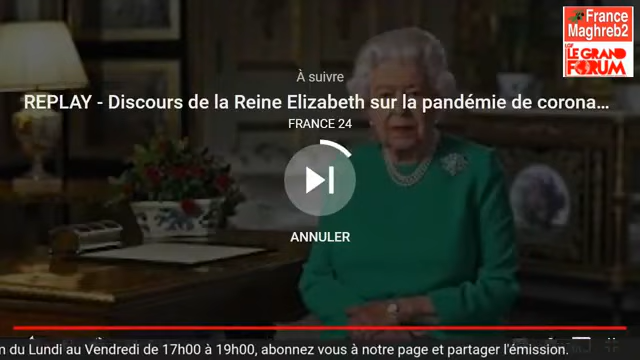 France
Maghreb2
LE GRAND
FORUM
À suivre
REPLAY - Discours de la Reine Elizabeth sur la pandémie de corona...
FRANCE 24
ANNULER
du Lundi au Vendredi de 17h00 à 19h00, abonnez vous à notre page et partager l'émission.